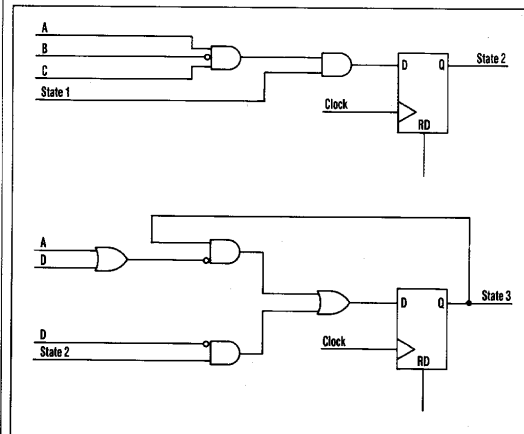 A
B
C
State 1
D Q
State 2
Clock
RD
A
D
D
State 2
D Q
State 3
Clock
RD